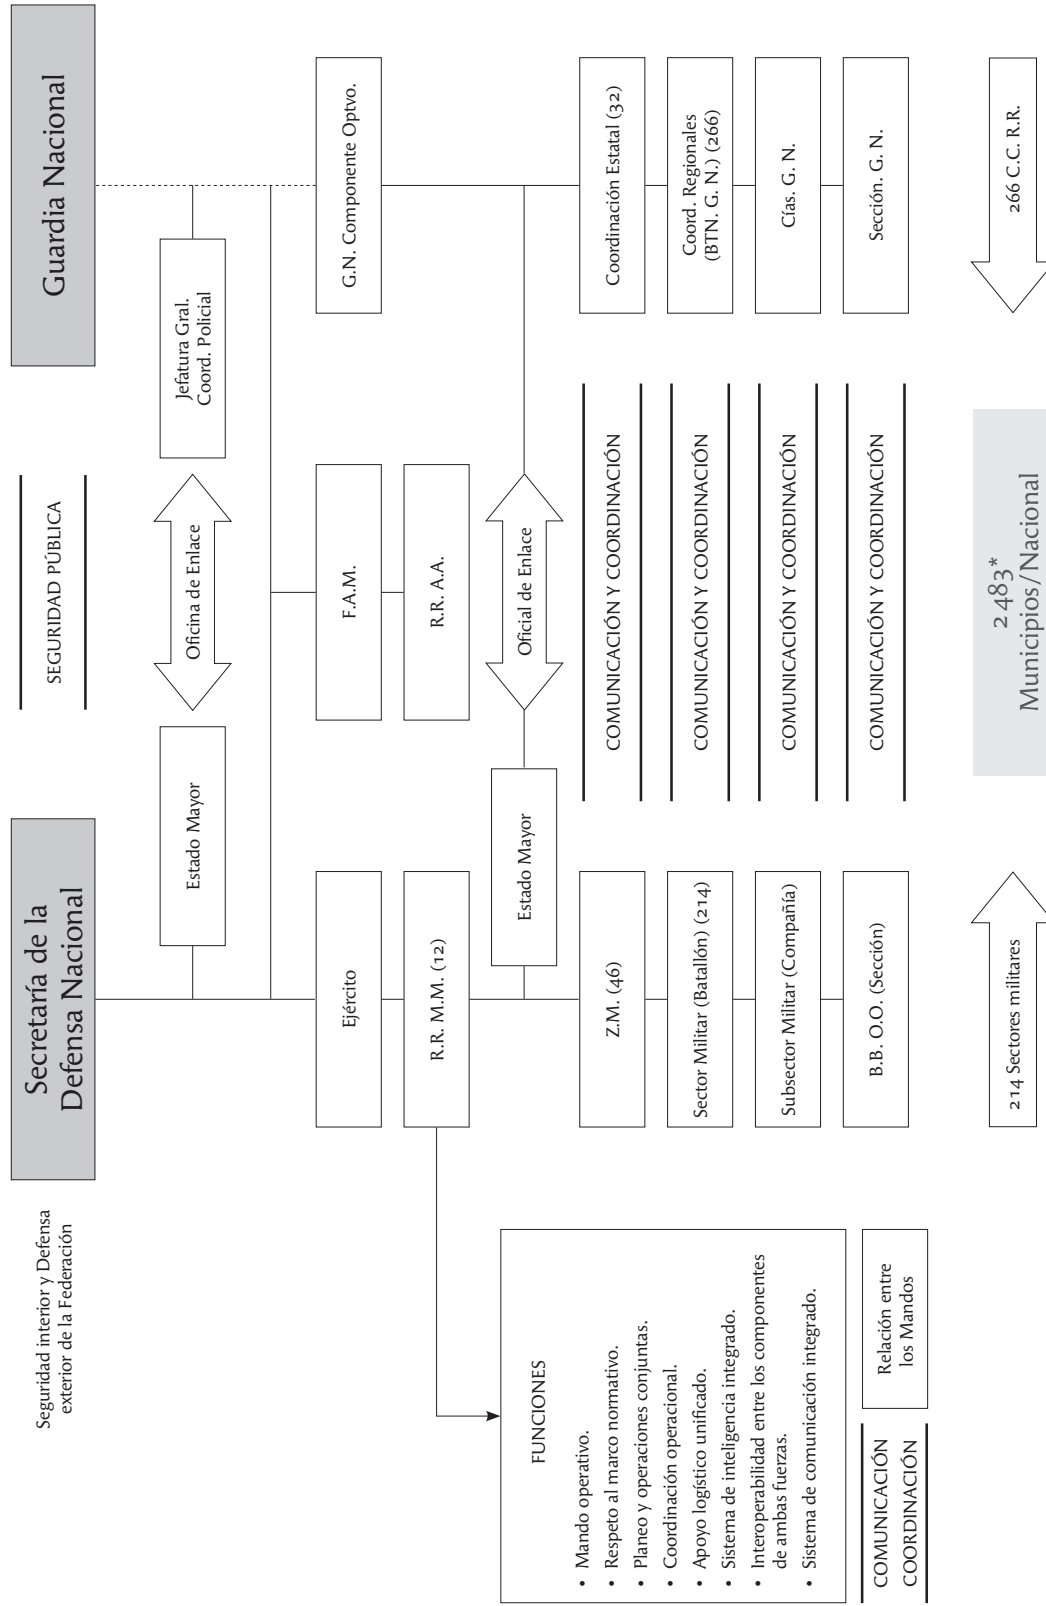 Seguridad interior y Defensa
exterior de la Federación
Secretaría de la
Defensa Nacional
SEGURIDAD PÚBLICA
Guardia Nacional
Estado Mayor
Oficina de Enlace
Jefatura Gral.
Coord. Policial
Ejército
F.A.M.
G.N. Componente Optvo.
R.R. M.M. (12)
R.R. A.A.
Estado Mayor
Oficial de Enlace
FUNCIONES
• Mando operativo.
• Respeto al marco normativo.
• Planeo y operaciones conjuntas.
• Coordinación operacional.
• Apoyo logístico unificado.
• Sistema de inteligencia integrado.
• Interoperabilidad entre los componentes
de ambas fuerzas.
• Sistema de comunicación integrado.
Z.M. (46)
COMUNICACIÓN Y COORDINACIÓN
Coordinación Estatal (32)
Sector Militar (Batallón) (214)
COMUNICACIÓN Y COORDINACIÓN
Coord. Regionales
(BTN. G. N.) (266)
Subsector Militar (Compañía)
COMUNICACIÓN Y COORDINACIÓN
Cías. G. N.
B.B. O.O. (Sección)
COMUNICACIÓN Y COORDINACIÓN
Sección. G. N.
COMUNICACIÓN
COORDINACIÓN
Relación entre
los Mandos
214 Sectores militares
2 483*
Municipios/Nacional
266 C.C. R.R.